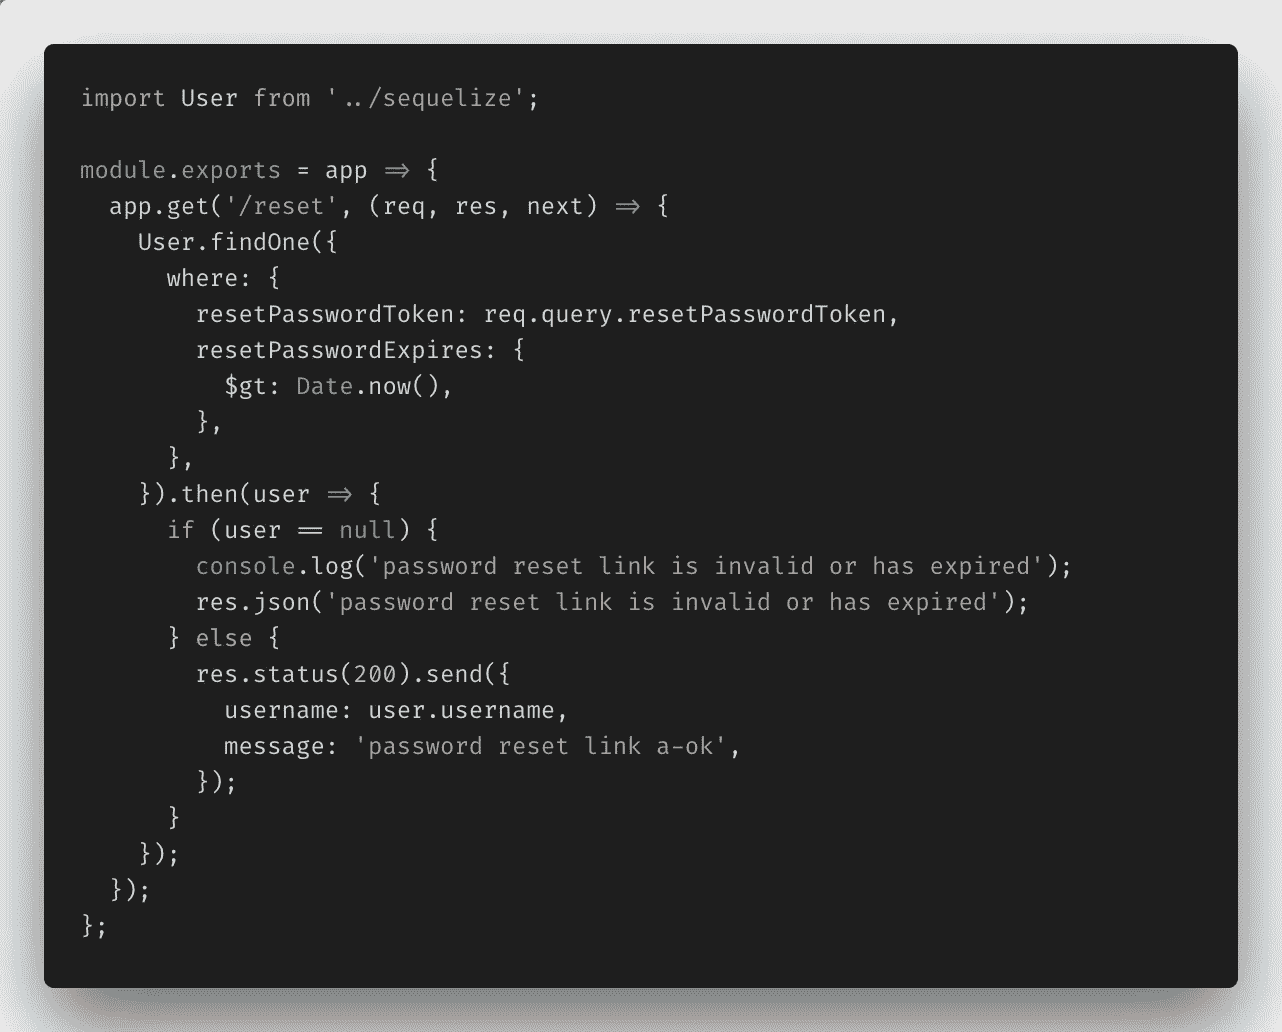 import User from '../sequelize';

module.exports = app => {
  app.get('/reset', (req, res, next) => {
    User.findOne({
      where: {
        resetPasswordToken: req.query.resetPasswordToken,
        resetPasswordExpires: {
          $gt: Date.now(),
        },
      },
    }).then(user => {
      if (user == null) {
        console.log('password reset link is invalid or has expired');
        res.json('password reset link is invalid or has expired');
      } else {
        res.status(200).send({
          username: user.username,
          message: 'password reset link a-ok',
        });
      }
    });
  });
};